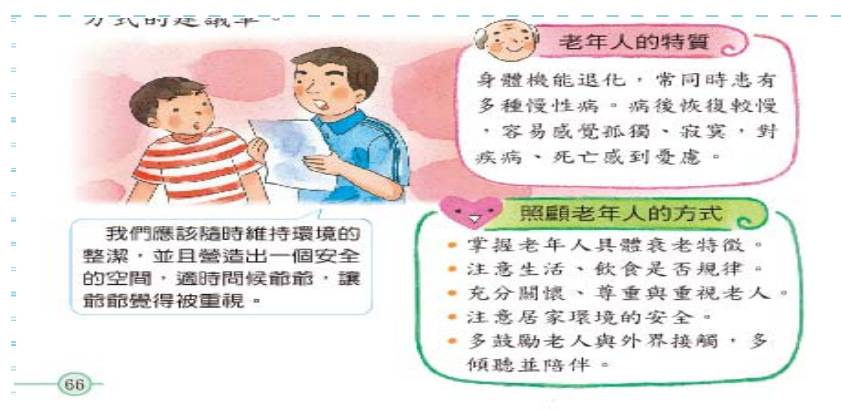 方式的建議單。
老年人的特質
身體機能退化，常同時患有
多種慢性病。病後恢復較慢
，容易感覺孤獨、寂寞，對
疾病、死亡感到憂慮。
我們應該隨時維持環境的
整潔，並且營造出一個安全
的空間，適時問候爺爺，讓
爺爺覺得被重視。
照顧老年人的方式
• 掌握老年人具體衰老特徵。
• 注意生活、飲食是否規律。
• 充分關懷、尊重與重視老人。
• 注意居家環境的安全。
• 多鼓勵老人與外界接觸，多
傾聽並陪伴。
66